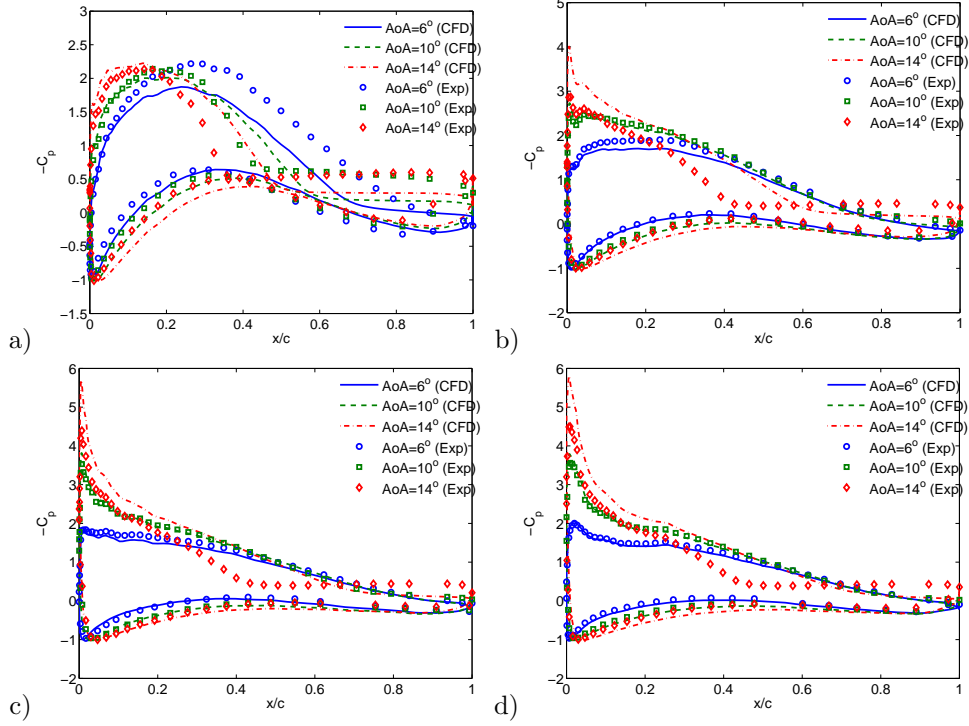 3
2.5
2
1.5
1
0.5
0
−0.5
−1
−1.5
−Cp
0 0.2 0.4 0.6 0.8 1
x/c
AoA=6° (CFD)
AoA=10° (CFD)
AoA=14° (CFD)
AoA=6° (Exp)
AoA=10° (Exp)
AoA=14° (Exp)
a)
5
4
3
2
1
0
−1
−2
−Cp
0 0.2 0.4 0.6 0.8 1
x/c
AoA=6° (CFD)
AoA=10° (CFD)
AoA=14° (CFD)
AoA=6° (Exp)
AoA=10° (Exp)
AoA=14° (Exp)
b)
6
5
4
3
2
1
0
−1
−2
−Cp
0 0.2 0.4 0.6 0.8 1
x/c
AoA=6° (CFD)
AoA=10° (CFD)
AoA=14° (CFD)
AoA=6° (Exp)
AoA=10° (Exp)
AoA=14° (Exp)
c)
6
5
4
3
2
1
0
−1
−2
−Cp
0 0.2 0.4 0.6 0.8 1
x/c
AoA=6° (CFD)
AoA=10° (CFD)
AoA=14° (CFD)
AoA=6° (Exp)
AoA=10° (Exp)
AoA=14° (Exp)
d)